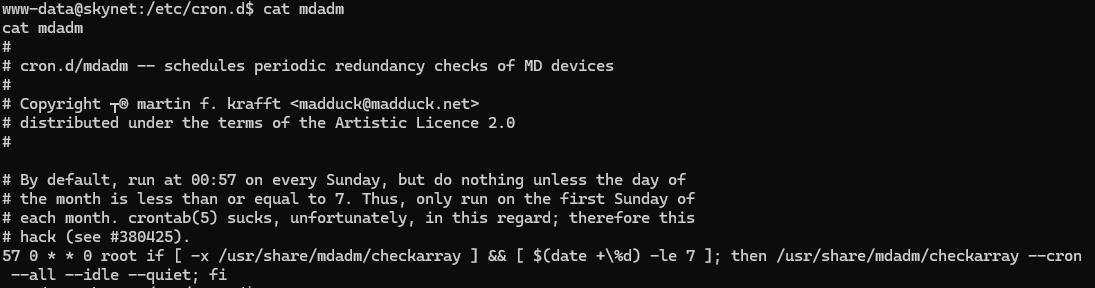 www-data@skynet:/etc/cron.d$ cat mdadm
cat mdadm
#
# cron.d/mdadm -- schedules periodic redundancy checks of MD devices
#
# Copyright ┬® martin f. krafft <madduck@madduck.net>
# distributed under the terms of the Artistic Licence 2.0
#

# By default, run at 00:57 on every Sunday, but do nothing unless the day of
# the month is less than or equal to 7. Thus, only run on the first Sunday of
# each month. crontab(5) sucks, unfortunately, in this regard; therefore this
# hack (see #380425).
57 0 * * 0 root if [ -x /usr/share/mdadm/checkarray ] && [ $(date +\%d) -le 7 ]; then /usr/share/mdadm/checkarray --cron
 --all --idle --quiet; fi